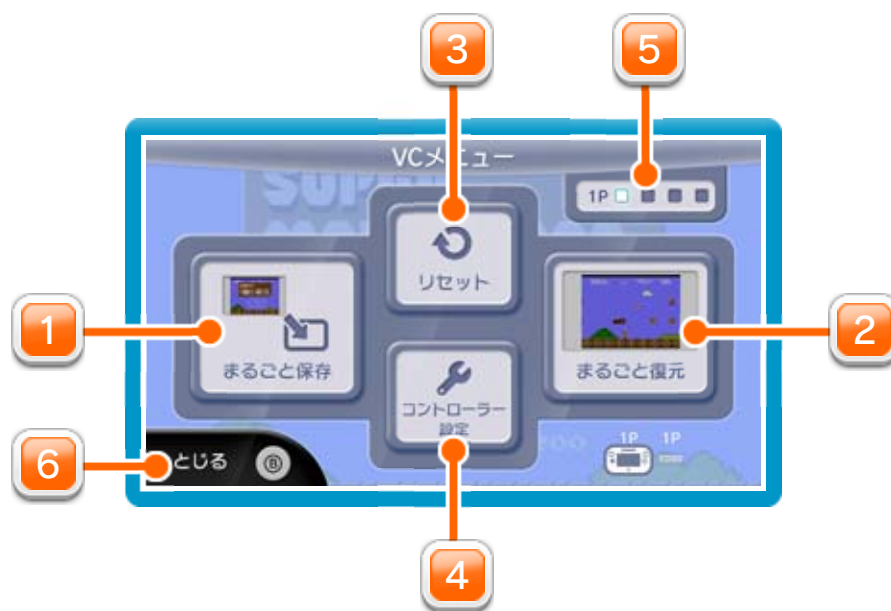 3
5
VCメニュー
SUPER
1P
リセット
1
まるごと保存
2
まるごと復元
コントローラー
設定
1P 1P
6
とじる B
4